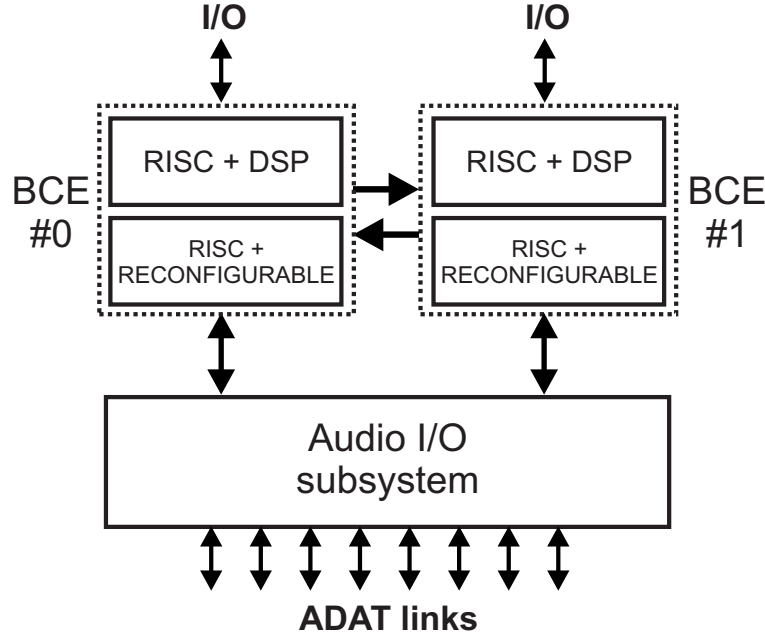 I/O
I/O
BCE
#0
RISC + DSP
RISC +
RECONFIGURABLE
RISC + DSP
RISC +
RECONFIGURABLE
BCE
#1
Audio I/O
subsystem
ADAT links